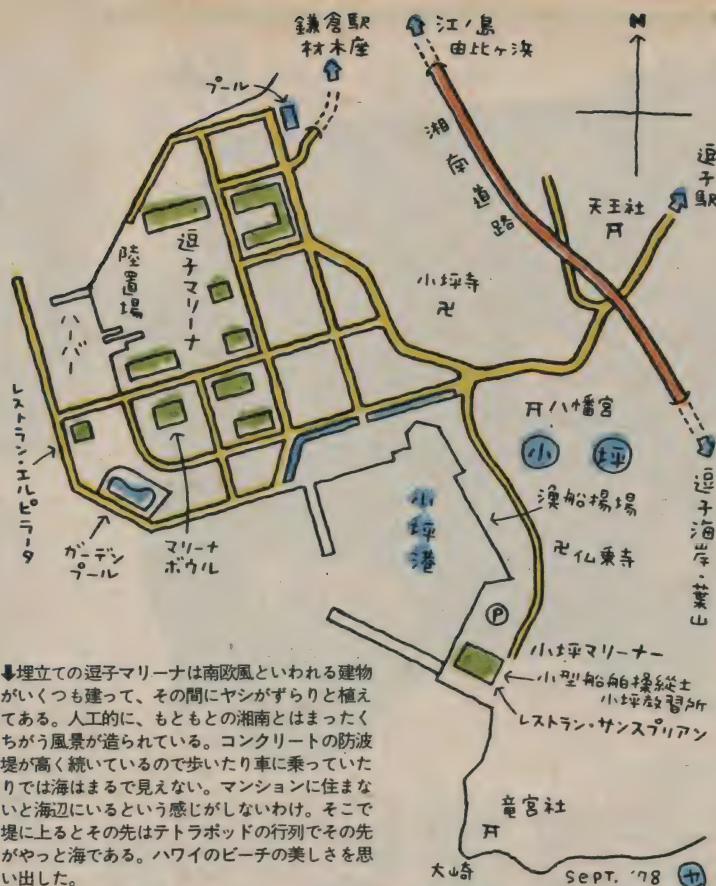 鎌倉駅
材木座
江ノ島
由比ヶ浜
N
プール
湘南道路
逗子駅
天王社
陸置場
逗子マリーナ
ハーバー
小坪寺
卍
八幡宮
小坪
レストラン・エルピラータ
ガーデン
プール
マリーナ
ボウル
小坪港
漁船揚場
卍仏乗寺
逗子海岸・葉山
P
小坪マリーナー
小型船舶操縦士
小坪教習所
レストラン・サンスプリアン
竜宮社
大崎
SEPT. '78 ヤ
⬇埋立ての逗子マリーナは南欧風といわれる建物
がいくつも建って、その間にヤシがずらりと植え
てある。人工的に、もともとの湘南とはまったく
ちがう風景が造られている。コンクリートの防波
堤が高く続いているので歩いたり車に乗っていた
りでは海はまるで見えない。マンションに住まな
いと海辺にいるという感じがしないわけ。そこで
堤に上るとその先はテトラポッドの行列でその先
がやっと海である。ハワイのビーチの美しさを思
い出した。